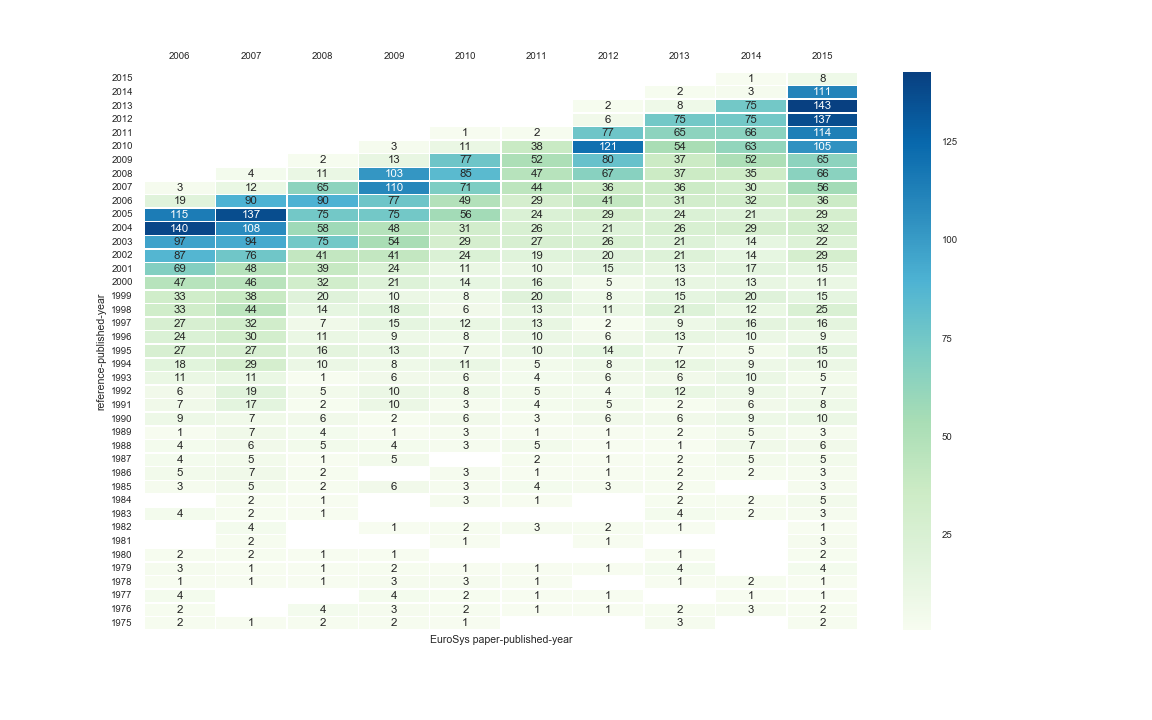 2006 2007 2008 2009 2010 2011 2012 2013 2014 2015
2015 1 8
2014 2 3 111
2013 2 8 75 143
2012 6 75 75 137
2011 1 2 77 65 66 114
2010 3 11 38 121 54 63 105
2009 2 13 77 52 80 37 52 65
2008 4 11 103 85 47 67 37 35 66
2007 3 12 65 110 71 44 36 36 30 56
2006 19 90 90 77 49 29 41 31 32 36
2005 115 137 75 75 56 24 29 24 21 29
2004 140 108 58 48 31 26 21 26 29 32
2003 97 94 75 54 29 27 26 21 14 22
2002 87 76 41 41 24 19 20 21 14 29
2001 69 48 39 24 11 10 15 13 17 15
2000 47 46 32 21 14 16 5 13 13 11
1999 33 38 20 10 8 20 8 15 20 15
1998 33 44 14 18 6 13 11 21 12 25
1997 27 32 7 15 12 13 2 9 16 16
1996 24 30 11 9 8 10 6 13 10 9
1995 27 27 16 13 7 10 14 7 5 15
1994 18 29 10 8 11 5 8 12 9 10
1993 11 11 1 6 6 4 6 6 10 5
1992 6 19 5 10 8 5 4 12 9 7
1991 7 17 2 10 3 4 5 2 6 8
1990 9 7 6 2 6 3 6 6 9 10
1989 1 7 4 1 3 1 1 2 5 3
1988 4 6 5 4 3 5 1 1 7 6
1987 4 5 1 5 2 1 2 5 5
1986 5 7 2 3 1 1 2 2 3
1985 3 5 2 6 3 4 3 2 3
1984 2 1 3 1 2 2 5
1983 4 2 1 4 2 3
1982 4 1 2 3 2 1 1
1981 2 1 1 3
1980 2 2 1 1 1 2
1979 3 1 1 2 1 1 1 4 4
1978 1 1 1 3 3 1 1 2 1
1977 4 4 2 1 1 1 1
1976 2 4 3 2 1 1 2 3 2
1975 2 1 2 2 1 3 2
reference-published-year
EuroSys paper-published-year
125
100
75
50
25